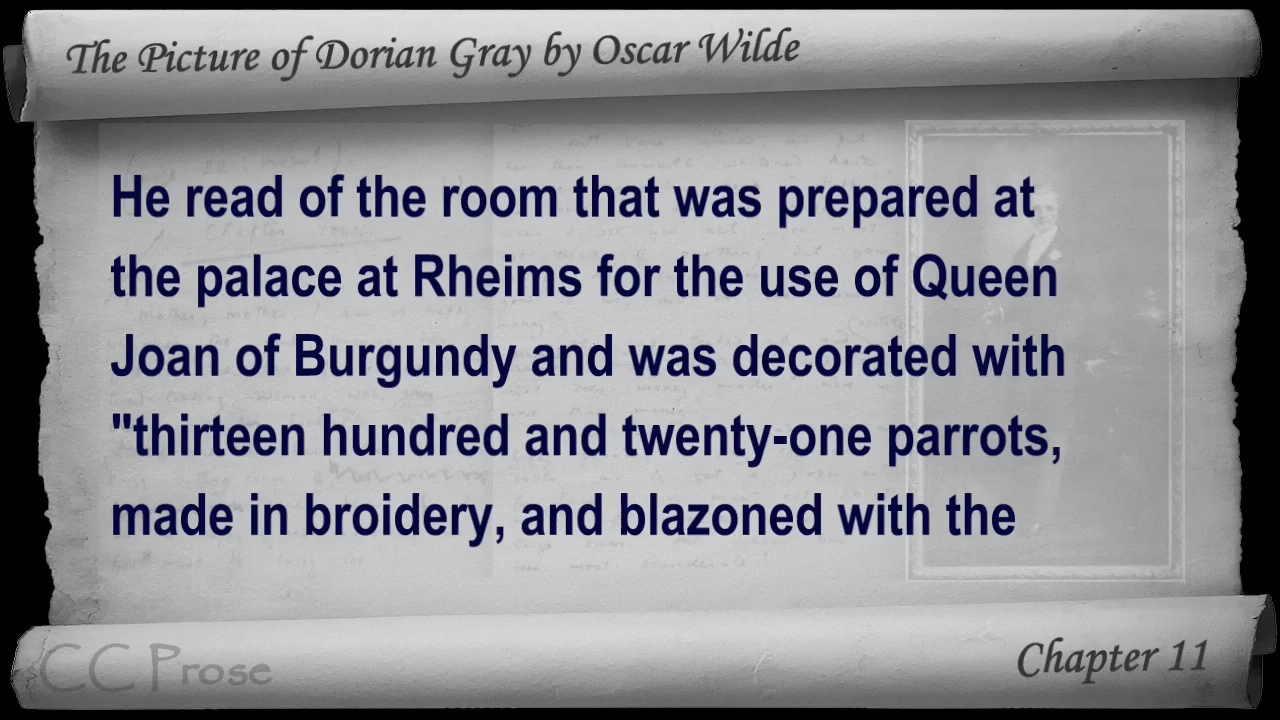 The Picture of Dorian Gray by Oscar Wilde
He read of the room that was prepared at
the palace at Rheims for the use of Queen
Joan of Burgundy and was decorated with
"thirteen hundred and twenty-one parrots,
made in broidery, and blazoned with the
CC Prose
Chapter 11